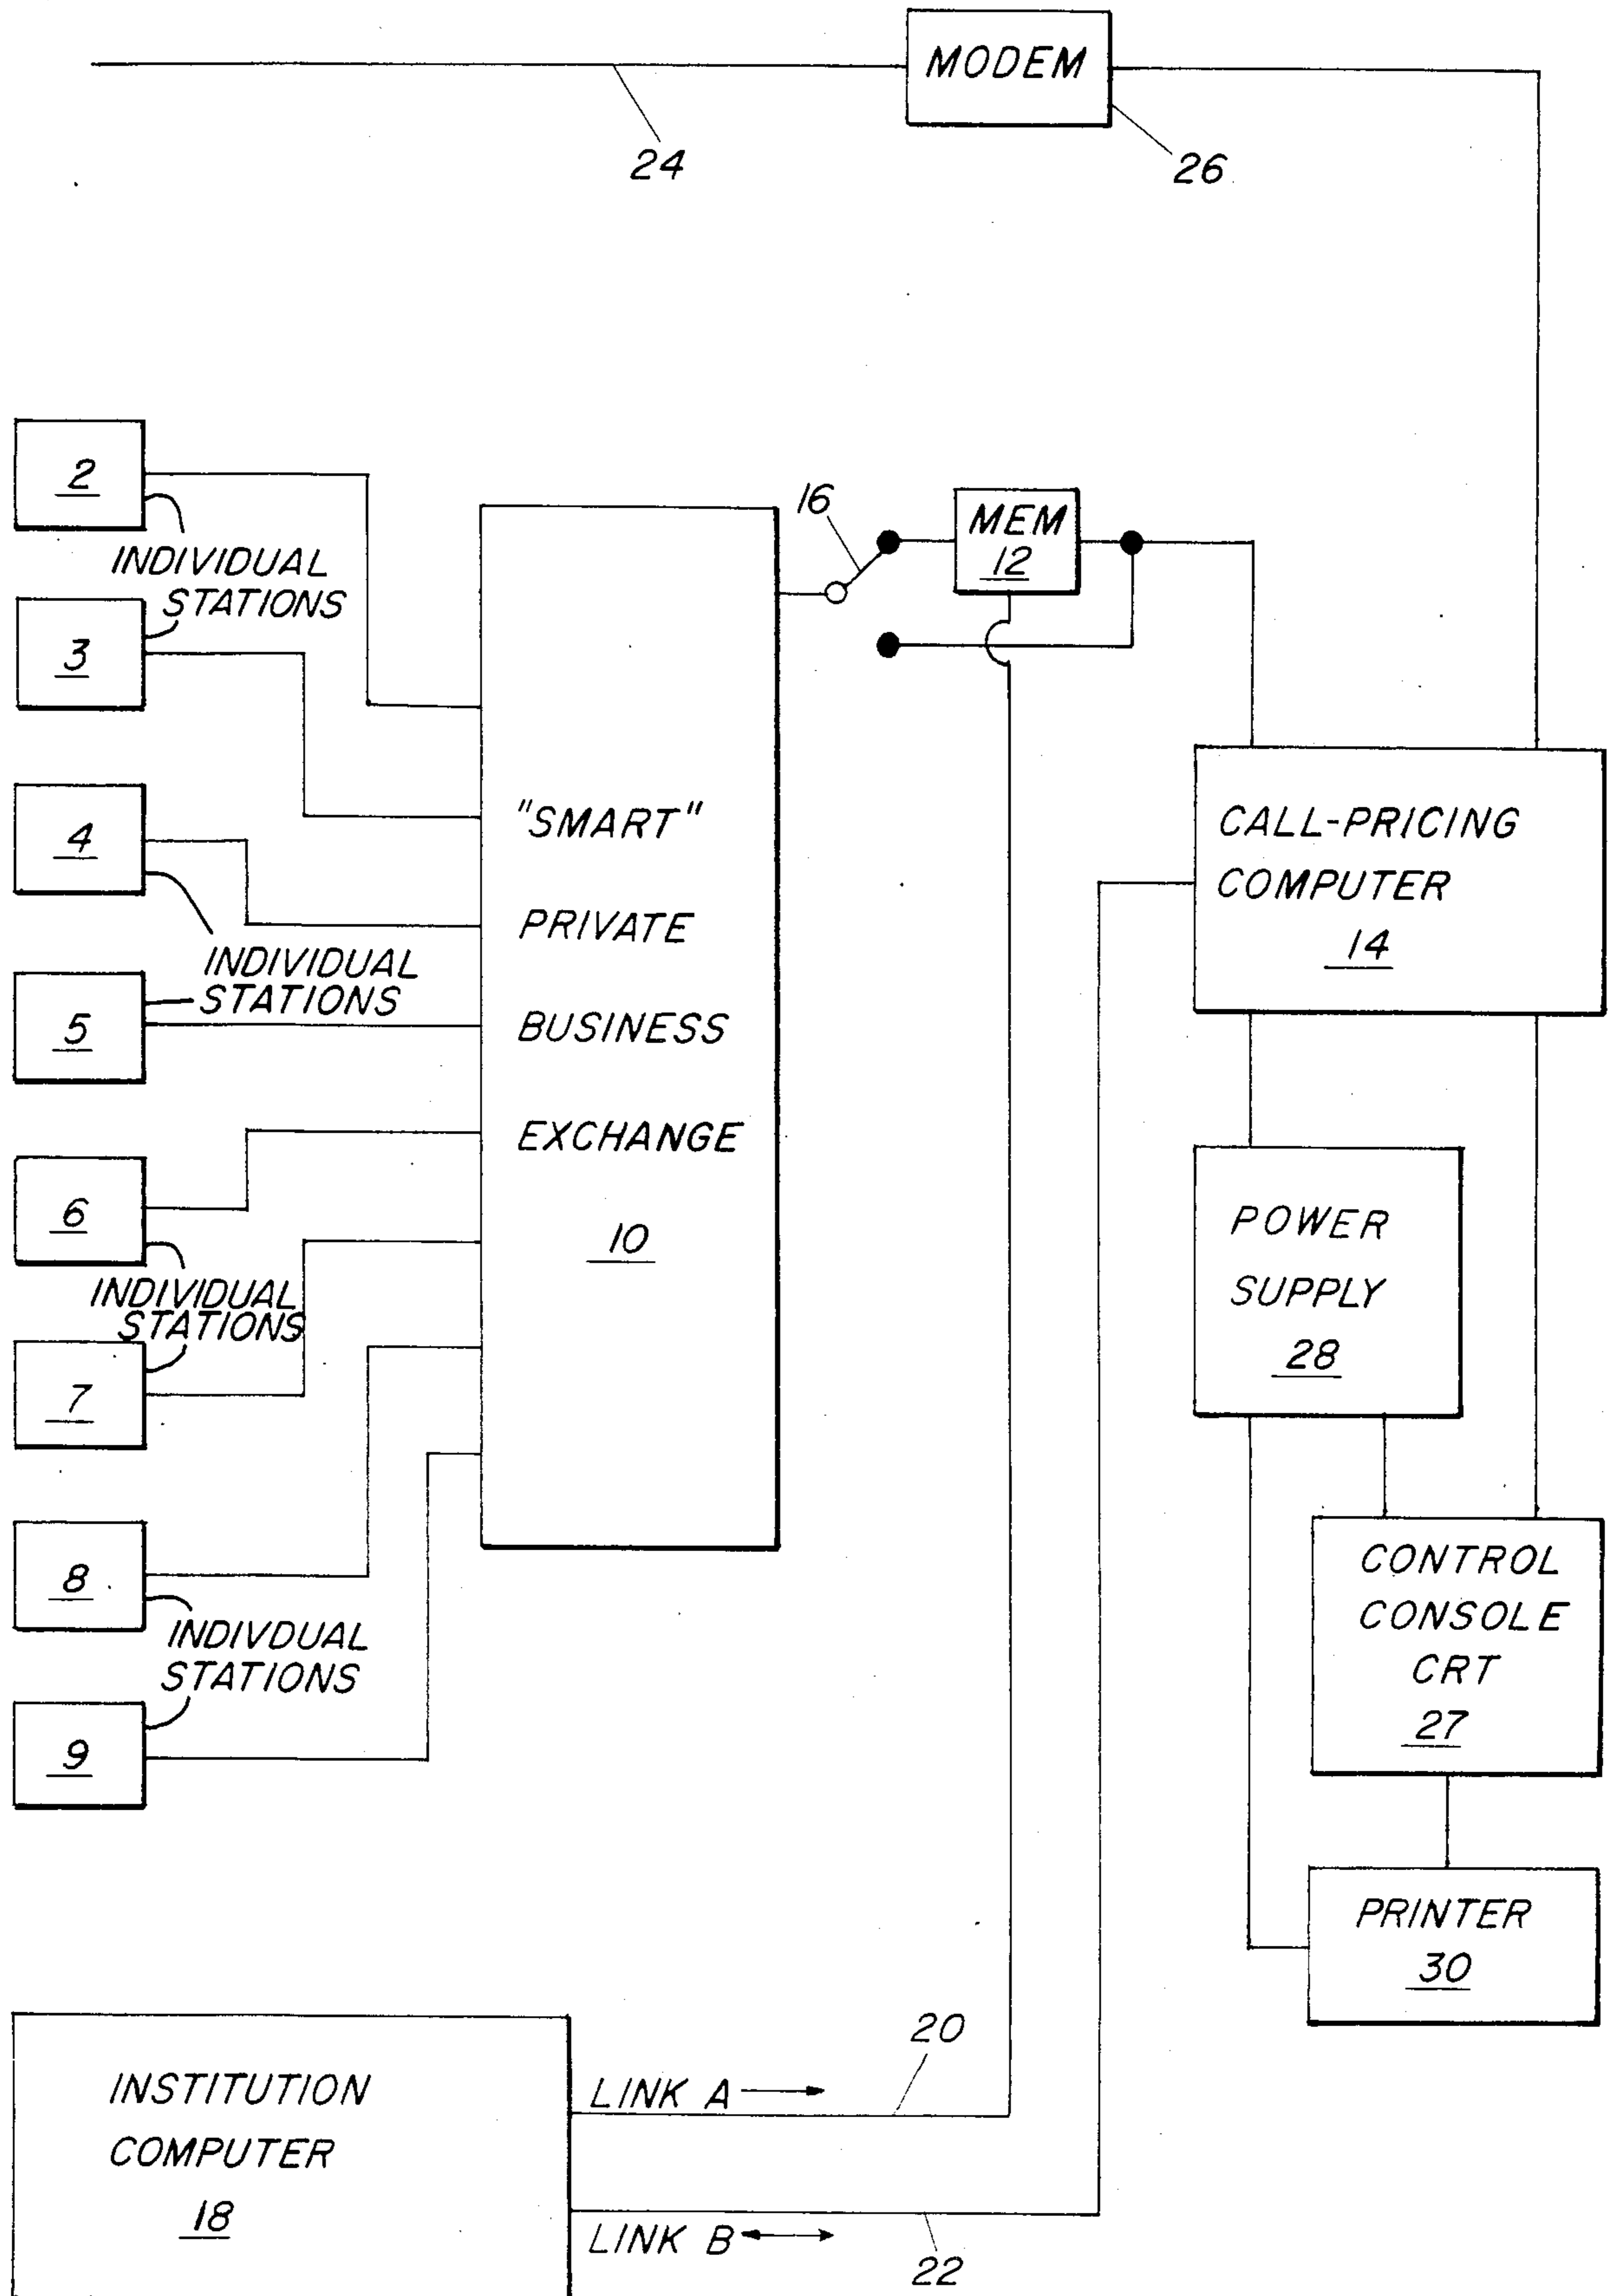 MODEM
24
26
2
INDIVIDUAL
STATIONS
3
16
MEM
12
4
INDIVIDUAL
STATIONS
5
"SMART"
PRIVATE
BUSINESS
EXCHANGE
10
CALL-PRICING
COMPUTER
14
6
INDIVIDUAL
STATIONS
7
POWER
SUPPLY
28
8
INDIVDUAL
STATIONS
9
CONTROL
CONSOLE
CRT
27
PRINTER
30
INSTITUTION
COMPUTER
18
LINK A
20
LINK B
22